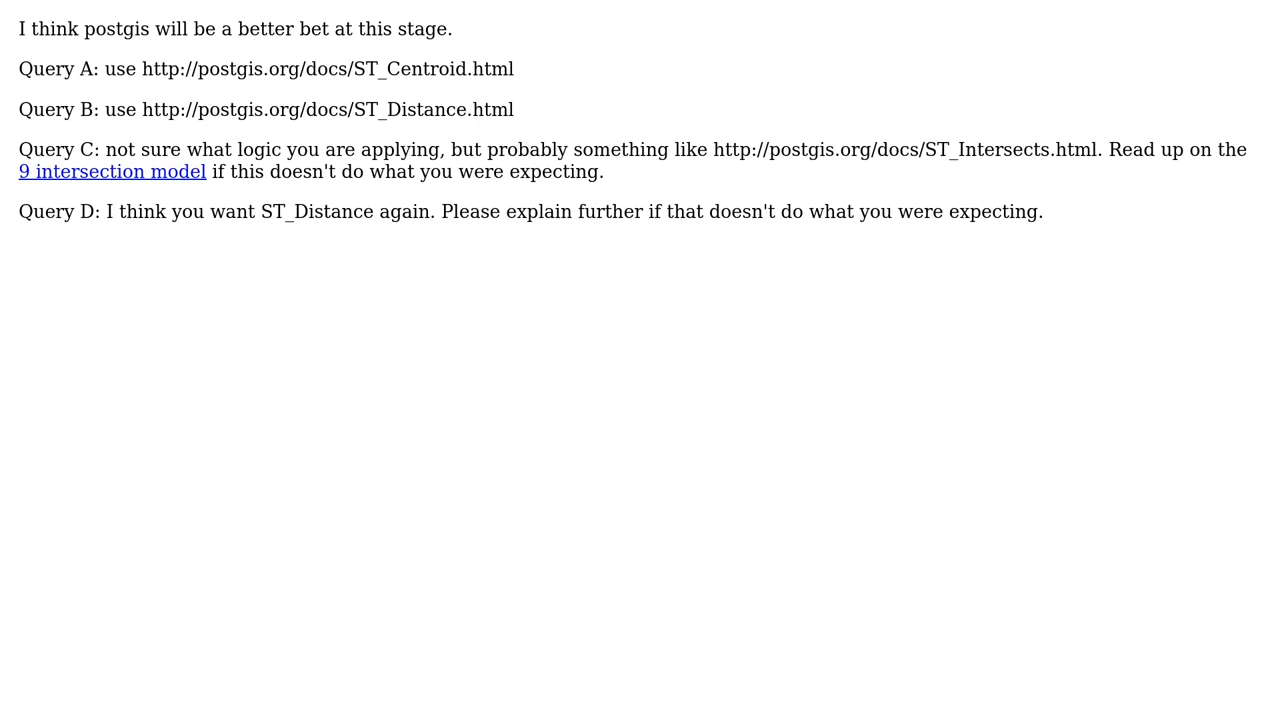 I think postgis will be a better bet at this stage.
Query A: use http://postgis.org/docs/ST_Centroid.html
Query B: use http://postgis.org/docs/ST_Distance.html
Query C: not sure what logic you are applying, but probably something like http://postgis.org/docs/ST_Intersects.html. Read up on the
9 intersection model if this doesn't do what you were expecting.
Query D: I think you want ST_Distance again. Please explain further if that doesn't do what you were expecting.